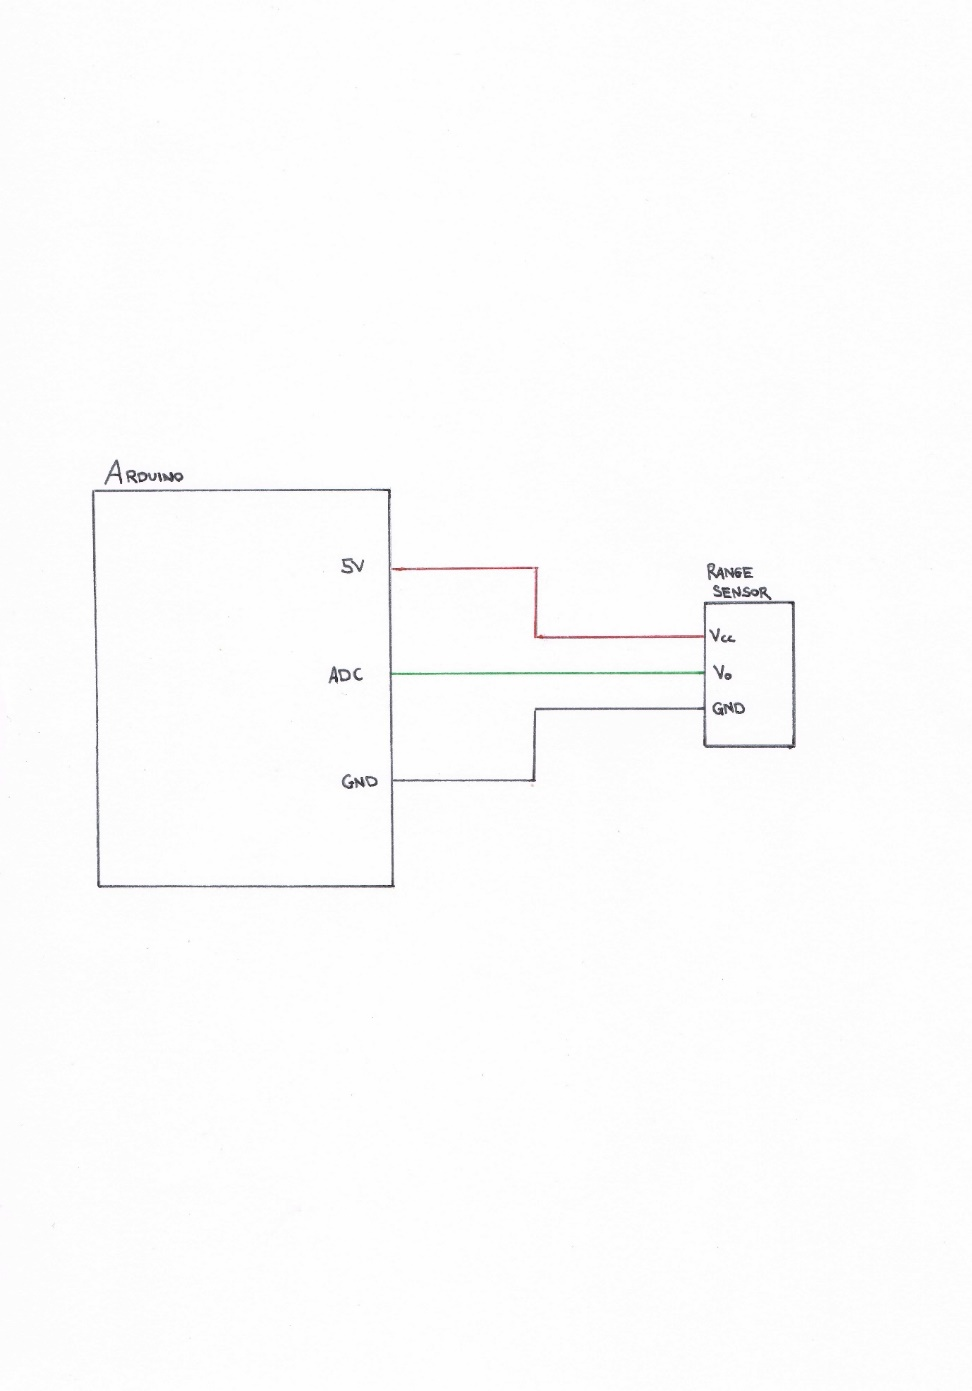 ARDUINO
5V
ADC
GND
RANGE
SENSOR
Vcc
Vo
GND